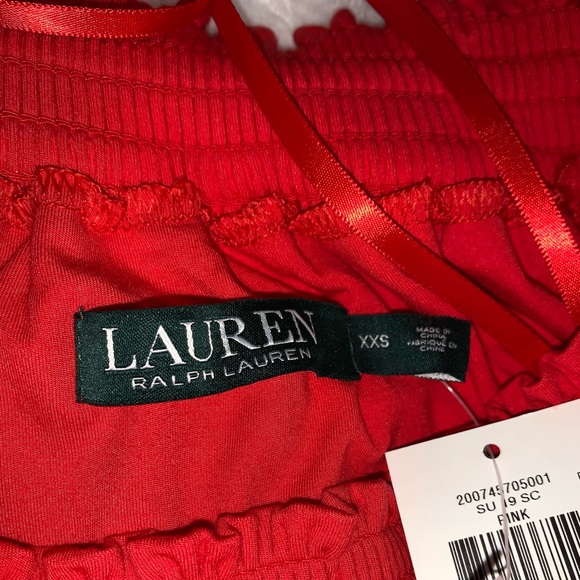 LAUREN
RALPH LAUREN
XXS
MADE IN
CHINA
FABRIQUÉ EN
CHINE
200745705001
SU 19 SC
PINK